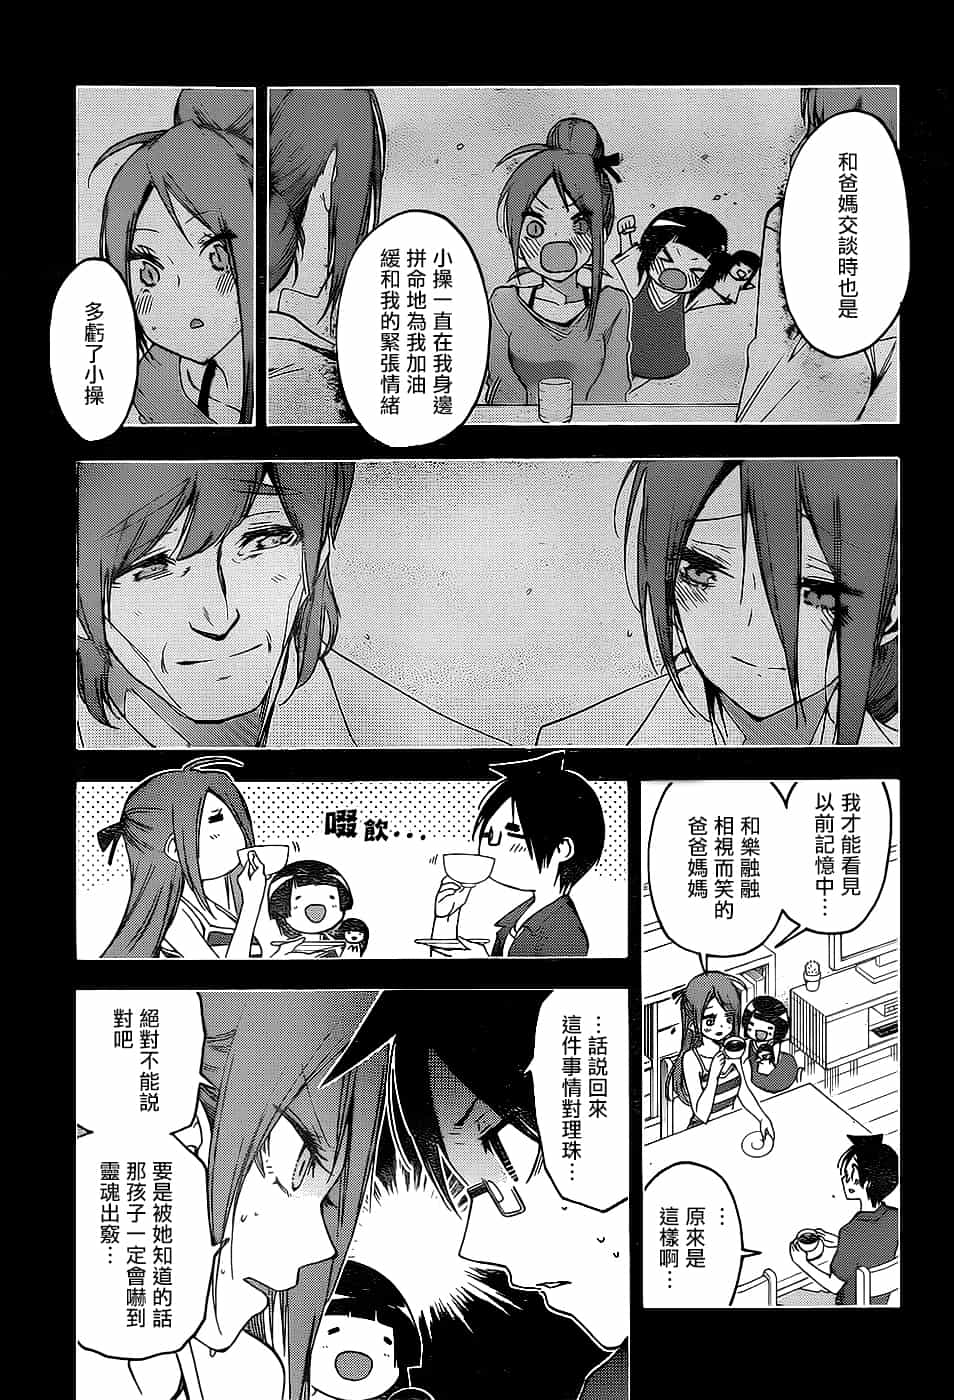 和爸媽交談時也是
小操一直在我身邊
拼命地為我加油
緩和我的緊張情緒
多虧了小操
我才能看見
以前記憶中…
和樂融融
相視而笑的
爸爸媽媽
…
原來是
這樣啊…
啜飲…
…話說回來
這件事情對理珠…
絕對不能說
對吧
要是被她知道的話
那孩子一定會嚇到
靈魂出竅…